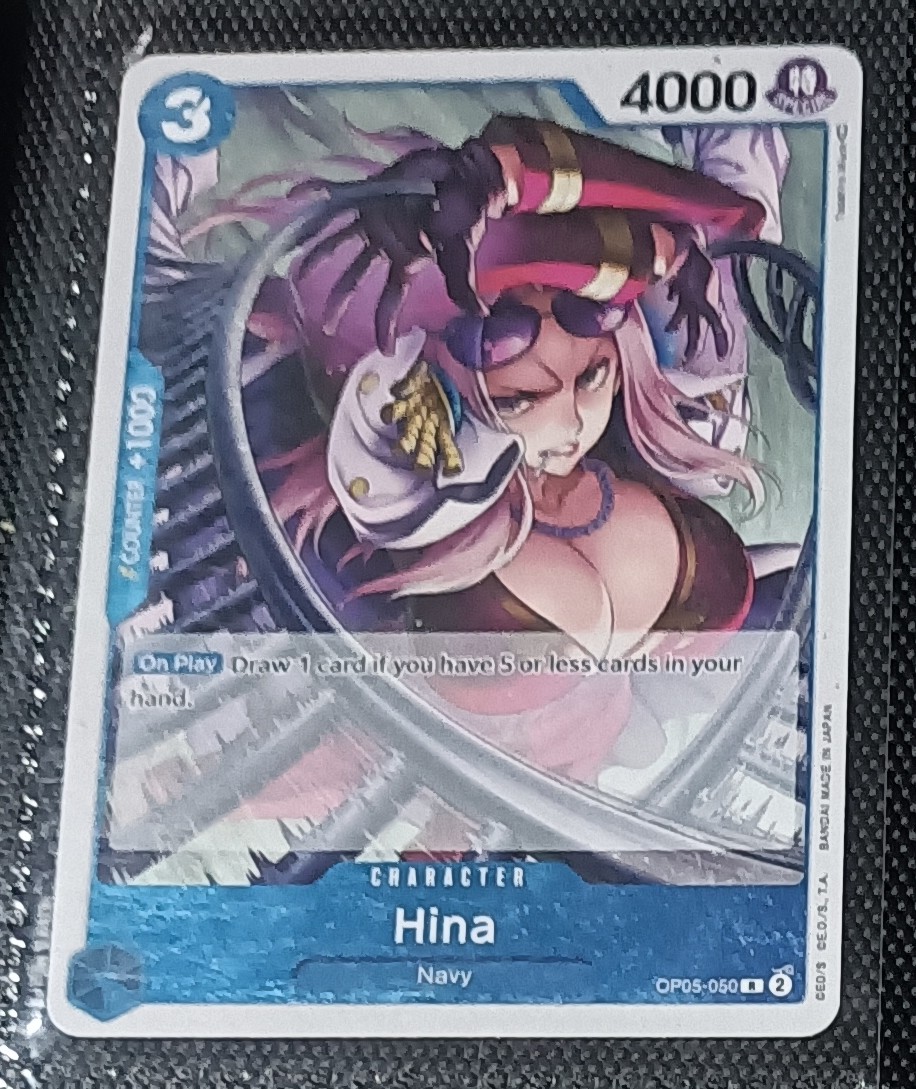 3
4000
COUNTER +1000
On Play Draw 1 card if you have 5 or less cards in your
hand.
CHARACTER
Hina
Navy
OP05-050 R 2
BANDAI MADE IN JAPAN